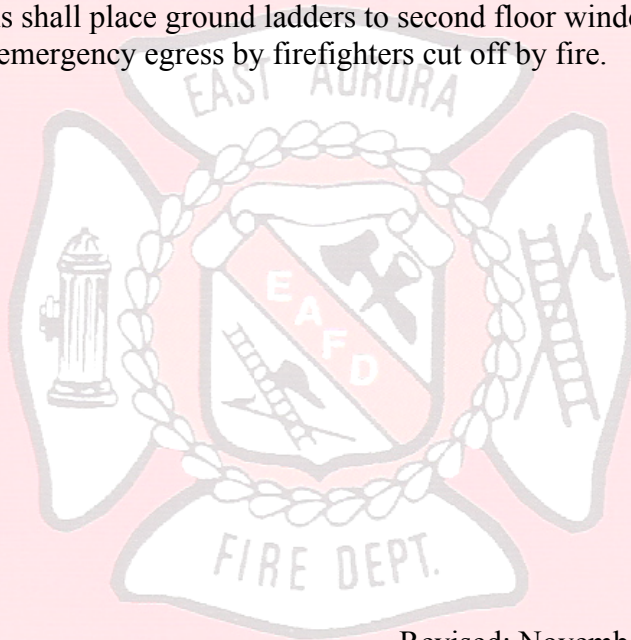 s shall place ground ladders to second floor windo
emergency egress by firefighters cut off by fire.
EAST AURORA
EAFD
FIRE DEPT.
Revised: Novemb